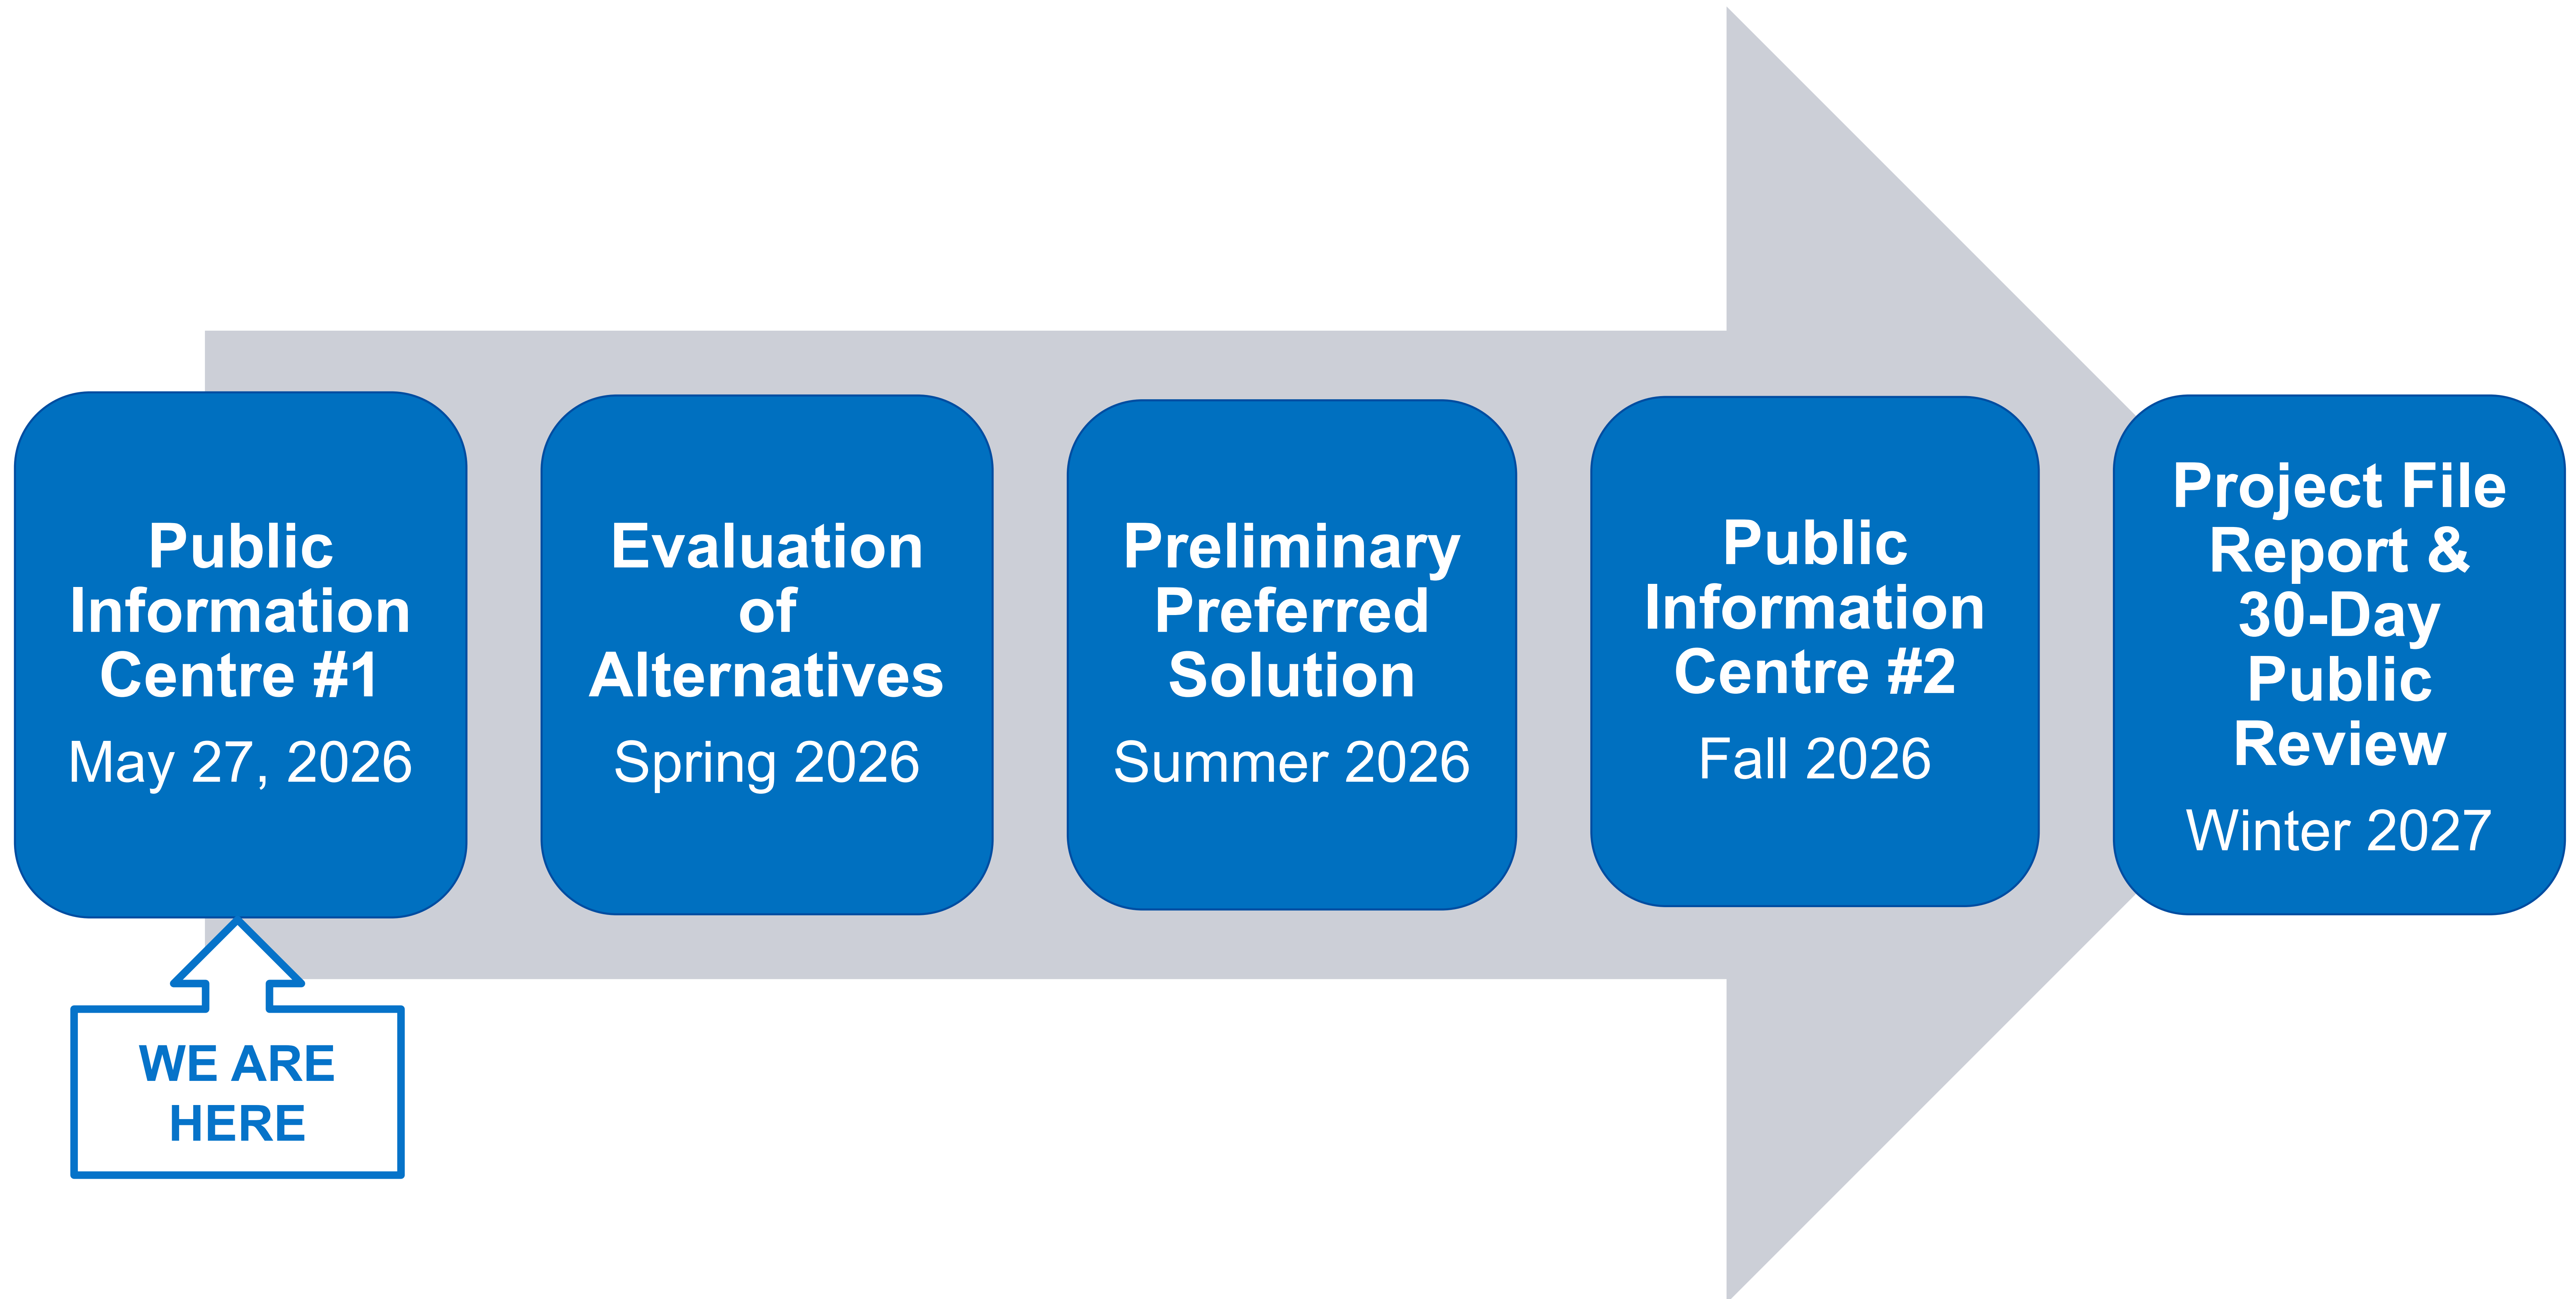 Public
Information
Centre #1
May 27, 2026
Evaluation
of
Alternatives
Spring 2026
Preliminary
Preferred
Solution
Summer 2026
Public
Information
Centre #2
Fall 2026
Project File
Report &
30-Day
Public
Review
Winter 2027
WE ARE
HERE